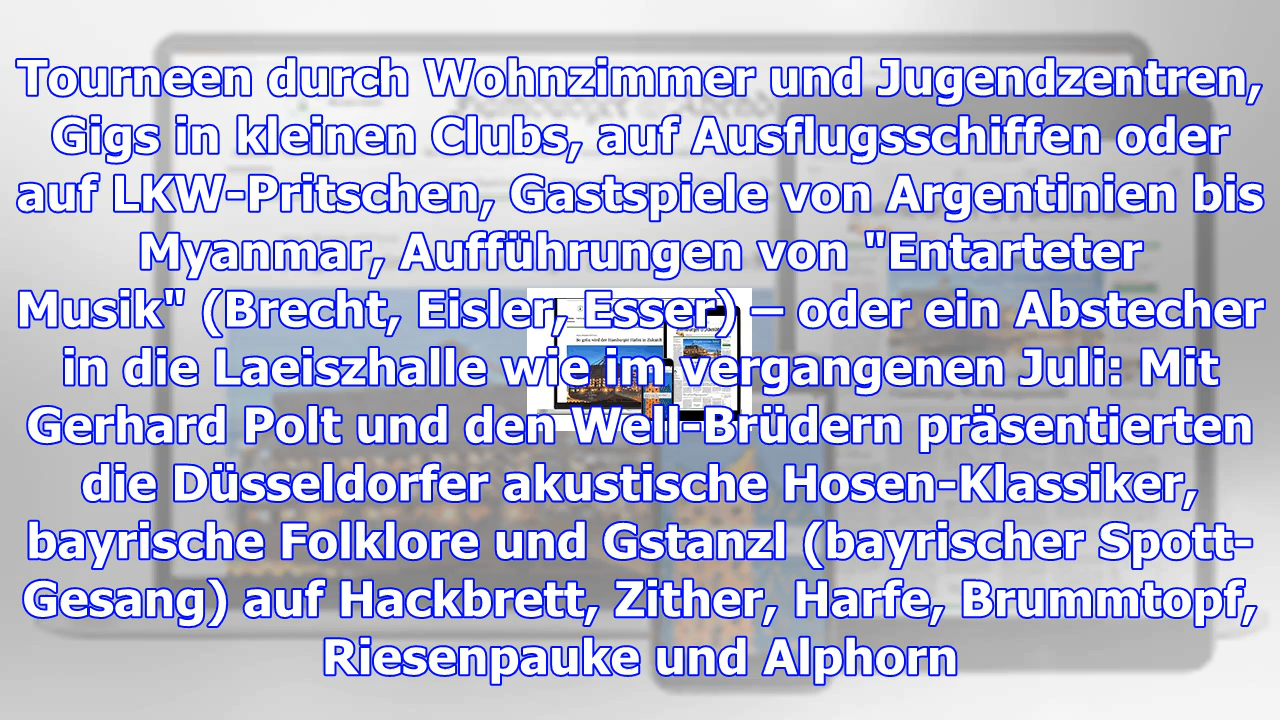 Tourneen durch Wohnzimmer und Jugendzentren,
Gigs in kleinen Clubs, auf Ausflugsschiffen oder
auf LKW-Pritschen, Gastspiele von Argentinien bis
Myanmar, Aufführungen von "Entarteter
Musik" (Brecht, Eisler, Esser) – oder ein Abstecher
in die Laeiszhalle wie im vergangenen Juli: Mit
Gerhard Polt und den Well-Brüdern präsentierten
die Düsseldorfer akustische Hosen-Klassiker,
bayrische Folklore und Gstanzl (bayrischer Spott-
Gesang) auf Hackbrett, Zither, Harfe, Brummtopf,
Riesenpauke und Alphorn